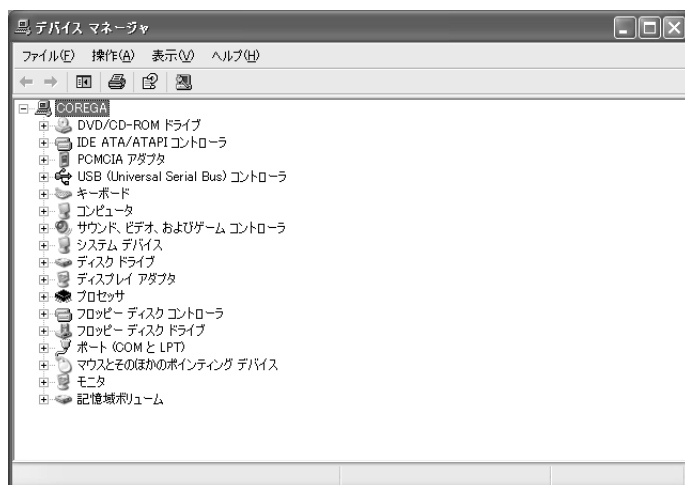 デバイス マネージャ
ファイル(F) 操作(A) 表示(V) ヘルプ(H)
COREGA
DVD/CD-ROM ドライブ
IDE ATA/ATAPI コントローラ
PCMCIA アダプタ
USB (Universal Serial Bus) コントローラ
キーボード
コンピュータ
サウンド、ビデオ、およびゲーム コントローラ
システム デバイス
ディスク ドライブ
ディスプレイ アダプタ
プロセッサ
フロッピー ディスク コントローラ
フロッピー ディスク ドライブ
ポート (COM と LPT)
マウスとそのほかのポインティング デバイス
モニタ
記憶域ボリューム